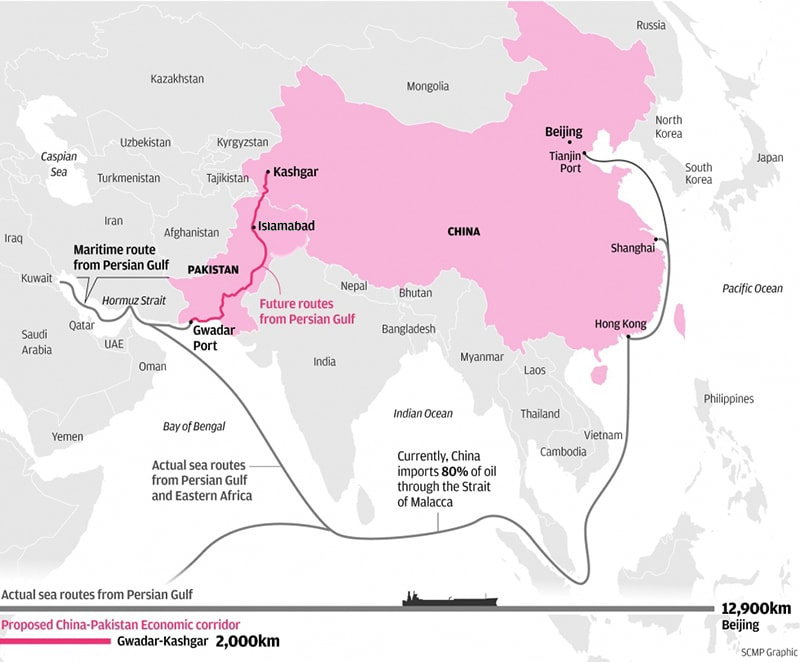 Russia
Kazakhstan
Mongolia
Beijing
North
Korea
Uzbekistan
Kyrgyzstan
Caspian
Sea
Tianjin
Port
Japan
South
Korea
Turkmenistan
Tajikistan
Kashgar
Iran
Afghanistan
Islamabad
CHINA
Iraq
Shanghai
Maritime route
from Persian Gulf
PAKISTAN
Kuwait
Nepal
Bhutan
Pacific Ocean
Hormuz Strait
Future routes
from Persian Gulf
Qatar
Gwadar
Port
Hong Kong
Saudi
Arabia
UAE
Bangladesh
Oman
India
Myanmar
Laos
Philippines
Bay of Bengal
Indian Ocean
Thailand
Yemen
Vietnam
Cambodia
Actual sea routes
from Persian Gulf
and Eastern Africa
Currently, China
imports 80% of oil
through the Strait
of Malacca
Actual sea routes from Persian Gulf
12,900km
Beijing
Proposed China-Pakistan Economic corridor
Gwadar-Kashgar 2,000km
SCMP Graphic